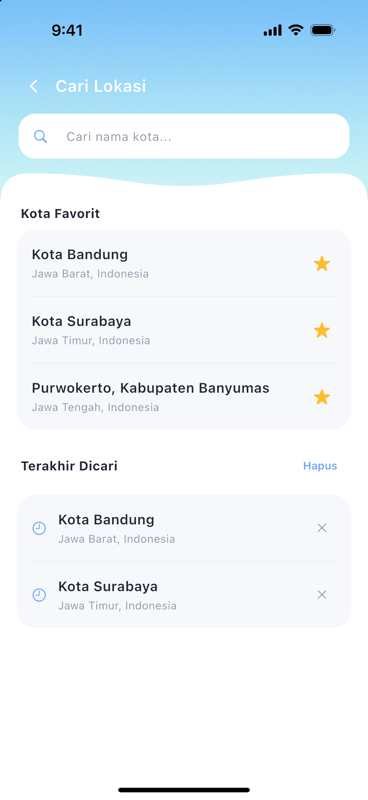 9:41
Cari Lokasi
Cari nama kota...
Kota Favorit
Kota Bandung
Jawa Barat, Indonesia
Kota Surabaya
Jawa Timur, Indonesia
Purwokerto, Kabupaten Banyumas
Jawa Tengah, Indonesia
Terakhir Dicari Hapus
Kota Bandung
Jawa Barat, Indonesia
Kota Surabaya
Jawa Timur, Indonesia